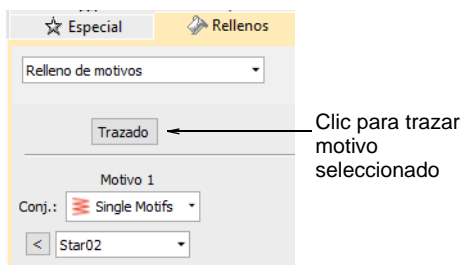 Especial
Rellenos
Relleno de motivos
Trazado
Clic para trazar
motivo
seleccionado
Motivo 1
Conj.: Single Motifs
< Star02